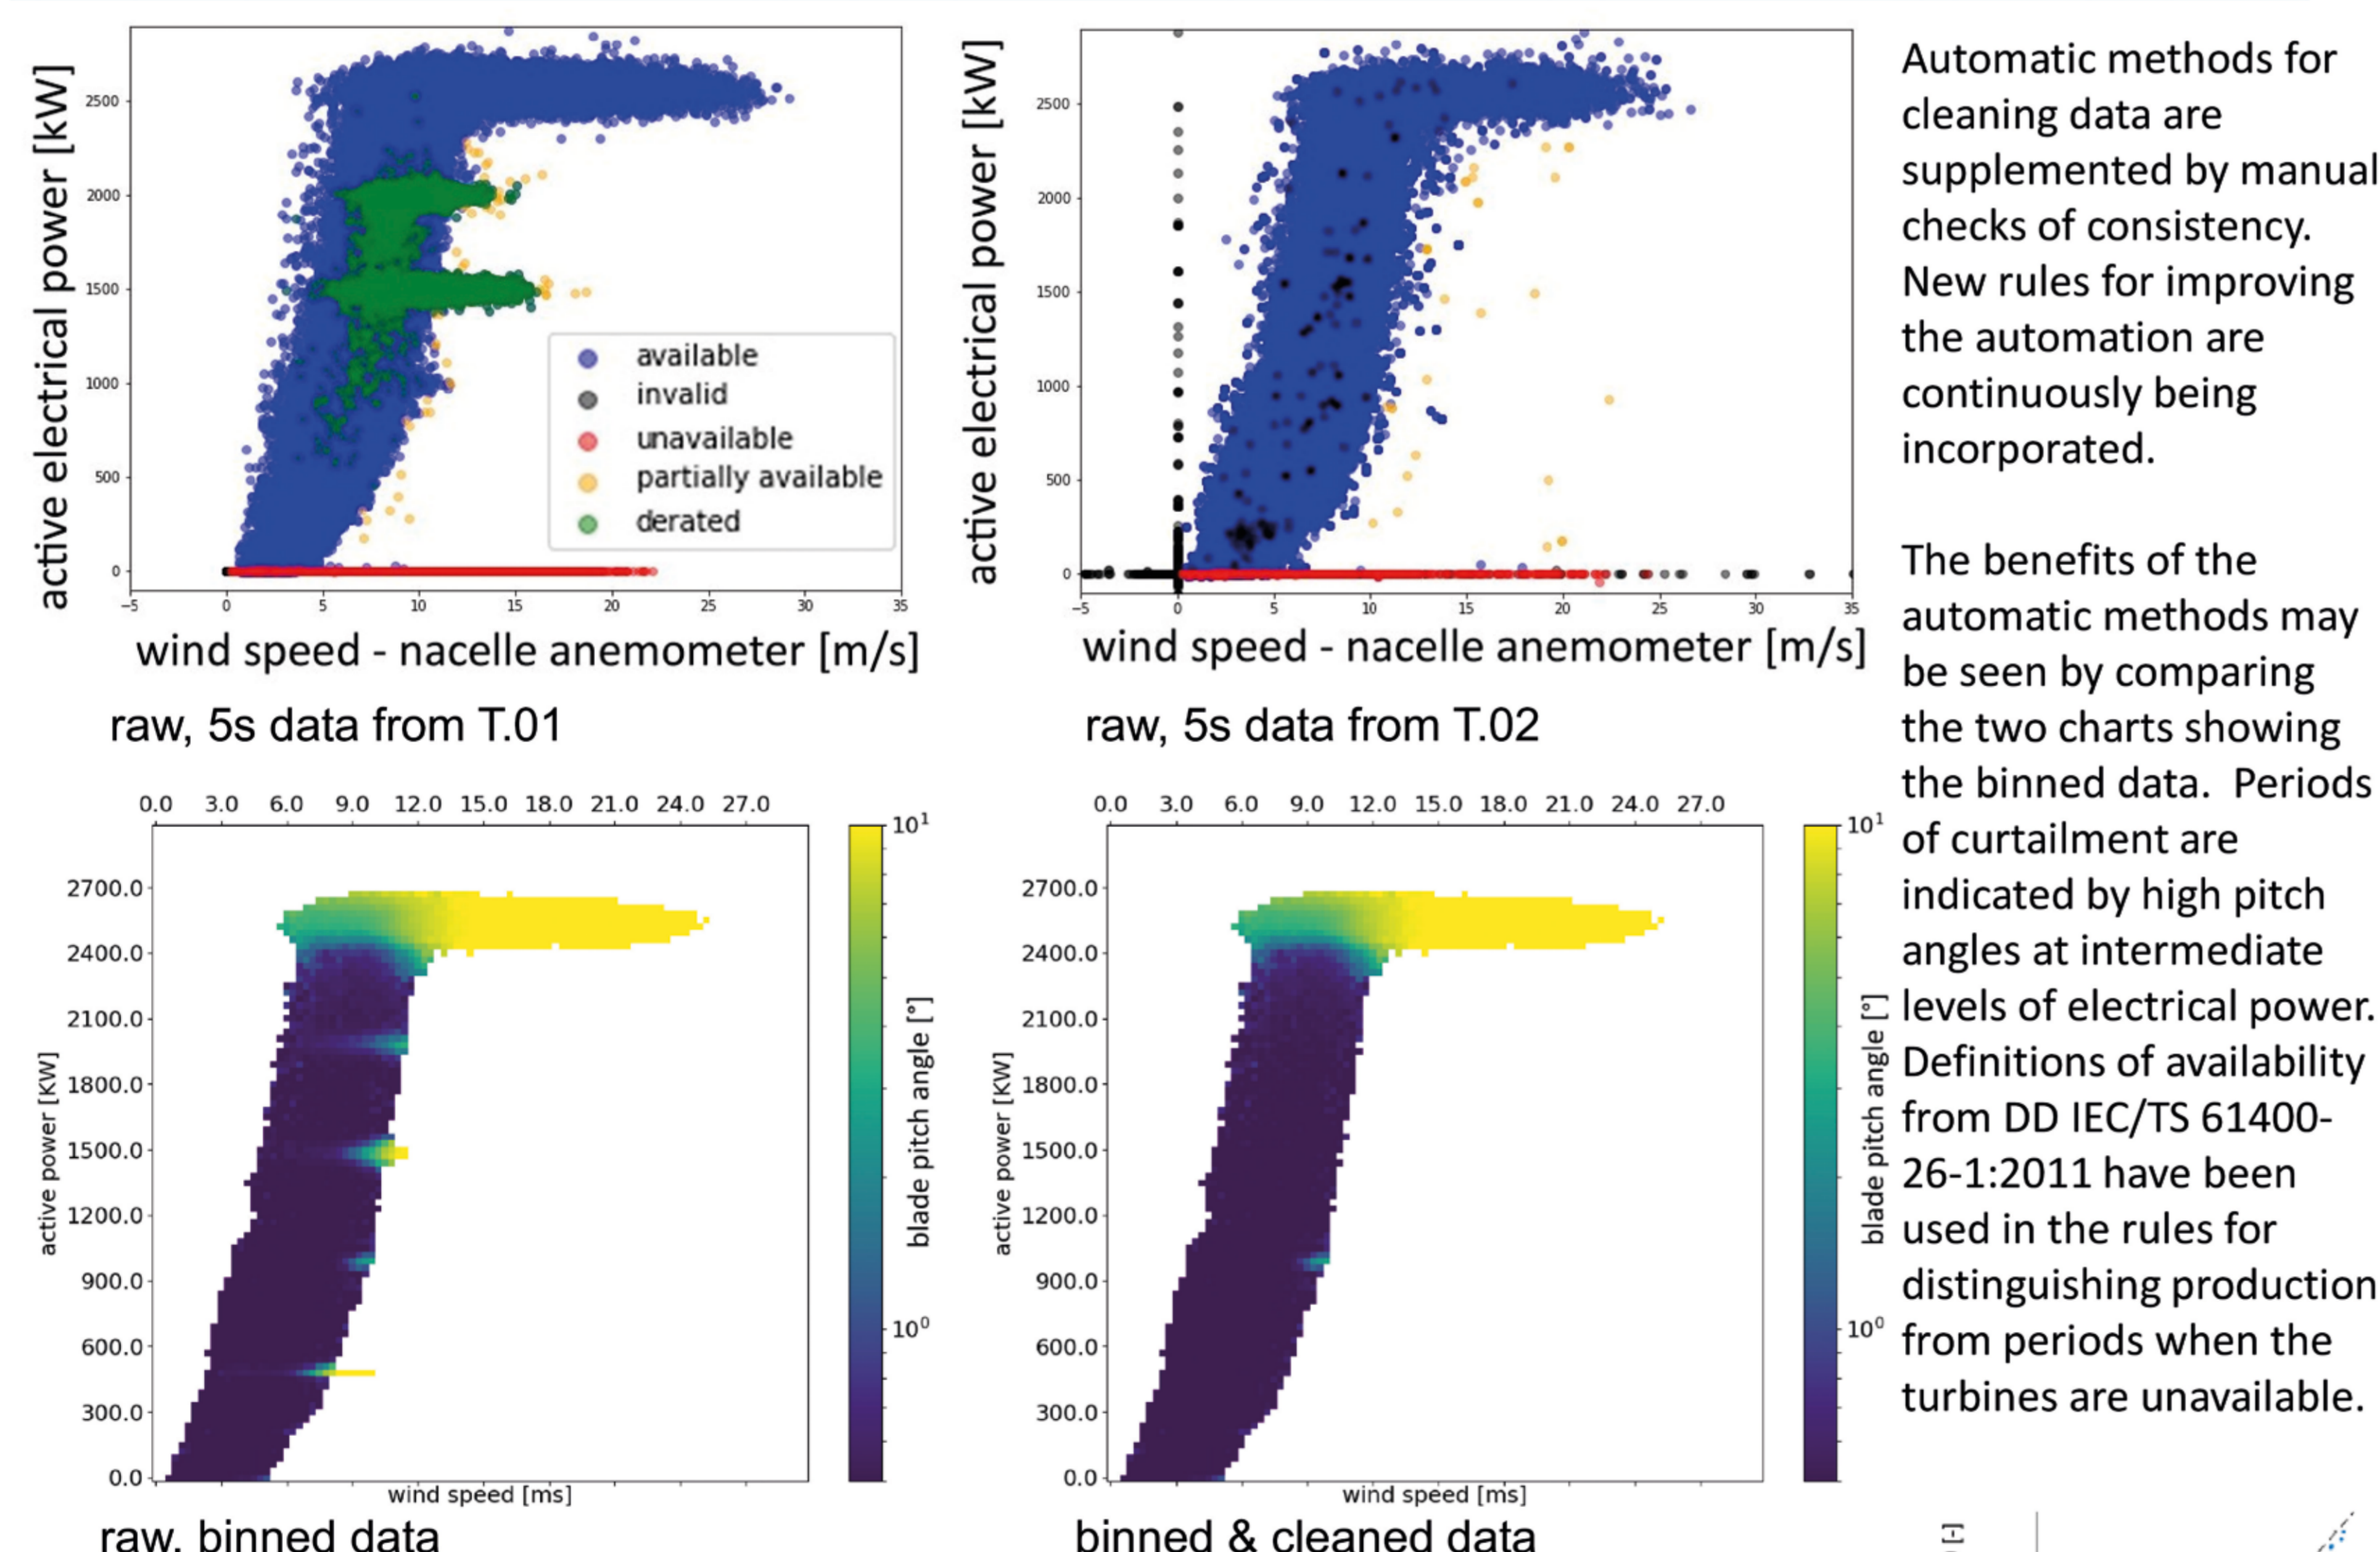 active electrical power [kW]
2500
2000
1500
1000
500
0
available
invalid
unavailable
partially available
derated
−5 0 5 10 15 20 25 30 35
wind speed - nacelle anemometer [m/s]
raw, 5s data from T.01
active electrical power [kW]
2500
2000
1500
1000
500
0
−5 0 5 10 15 20 25 30 35
wind speed - nacelle anemometer [m/s]
raw, 5s data from T.02
0.0 3.0 6.0 9.0 12.0 15.0 18.0 21.0 24.0 27.0
active power [KW]
2700.0
2400.0
2100.0
1800.0
1500.0
1200.0
900.0
600.0
300.0
0.0
wind speed [ms]
10¹
10⁰
blade pitch angle [°]
raw, binned data
0.0 3.0 6.0 9.0 12.0 15.0 18.0 21.0 24.0 27.0
active power [KW]
2700.0
2400.0
2100.0
1800.0
1500.0
1200.0
900.0
600.0
300.0
0.0
wind speed [ms]
10¹
10⁰
blade pitch angle [°]
binned & cleaned data
Automatic methods for
cleaning data are
supplemented by manual
checks of consistency.
New rules for improving
the automation are
continuously being
incorporated.
The benefits of the
automatic methods may
be seen by comparing
the two charts showing
the binned data.  Periods
of curtailment are
indicated by high pitch
angles at intermediate
levels of electrical power.
Definitions of availability
from DD IEC/TS 61400-
26-1:2011 have been
used in the rules for
distinguishing production
from periods when the
turbines are unavailable.
[-]